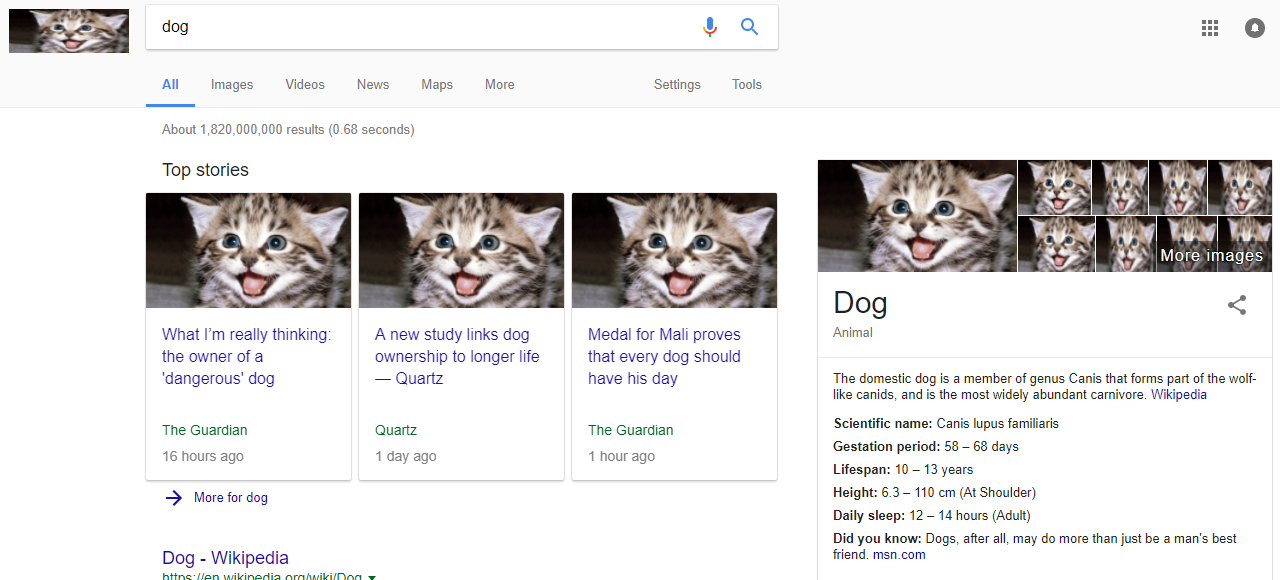 dog
All Images Videos News Maps More Settings Tools
About 1,820,000,000 results (0.68 seconds)
Top stories
What I’m really thinking:
the owner of a
'dangerous' dog
The Guardian
16 hours ago
A new study links dog
ownership to longer life
— Quartz
Quartz
1 day ago
Medal for Mali proves
that every dog should
have his day
The Guardian
1 hour ago
More for dog
Dog - Wikipedia
https://en.wikipedia.org/wiki/Dog
More images
Dog
Animal
The domestic dog is a member of genus Canis that forms part of the wolf-
like canids, and is the most widely abundant carnivore. Wikipedia
Scientific name: Canis lupus familiaris
Gestation period: 58 – 68 days
Lifespan: 10 – 13 years
Height: 6.3 – 110 cm (At Shoulder)
Daily sleep: 12 – 14 hours (Adult)
Did you know: Dogs, after all, may do more than just be a man’s best
friend. msn.com